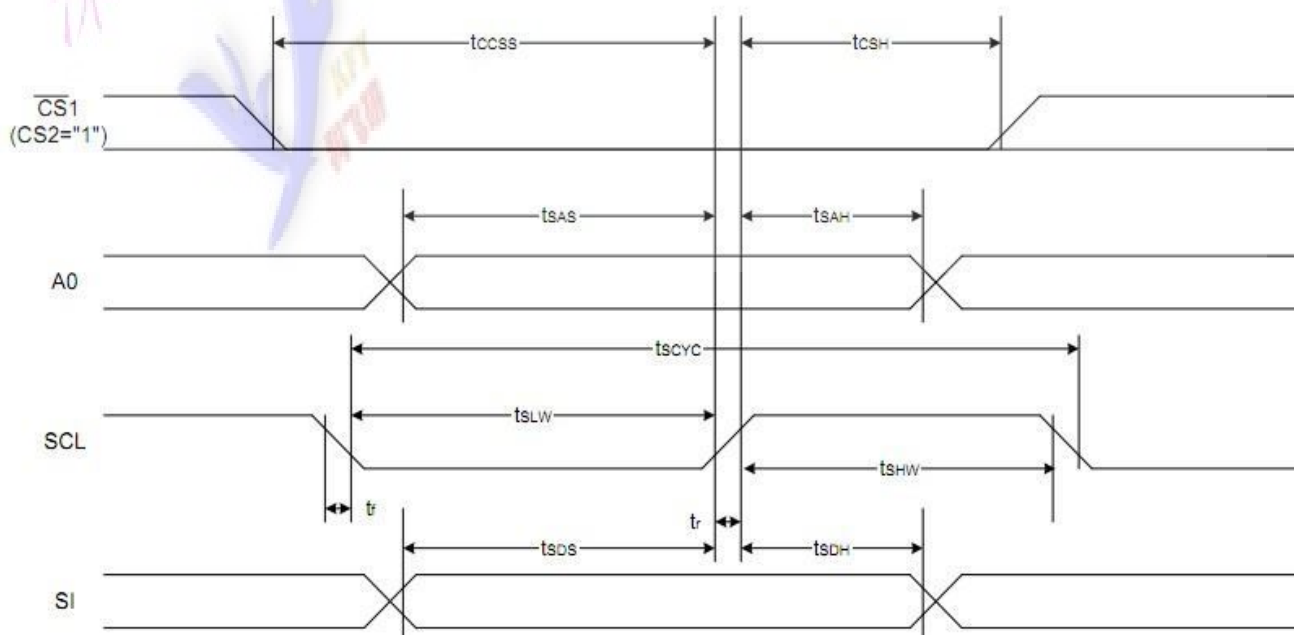 tCCSS
tCSH
CS1
(CS2="1")
tSAS
tSAH
A0
tSCYC
tSLW
SCL
tSHW
tf
tr
tSDS
tSDH
SI